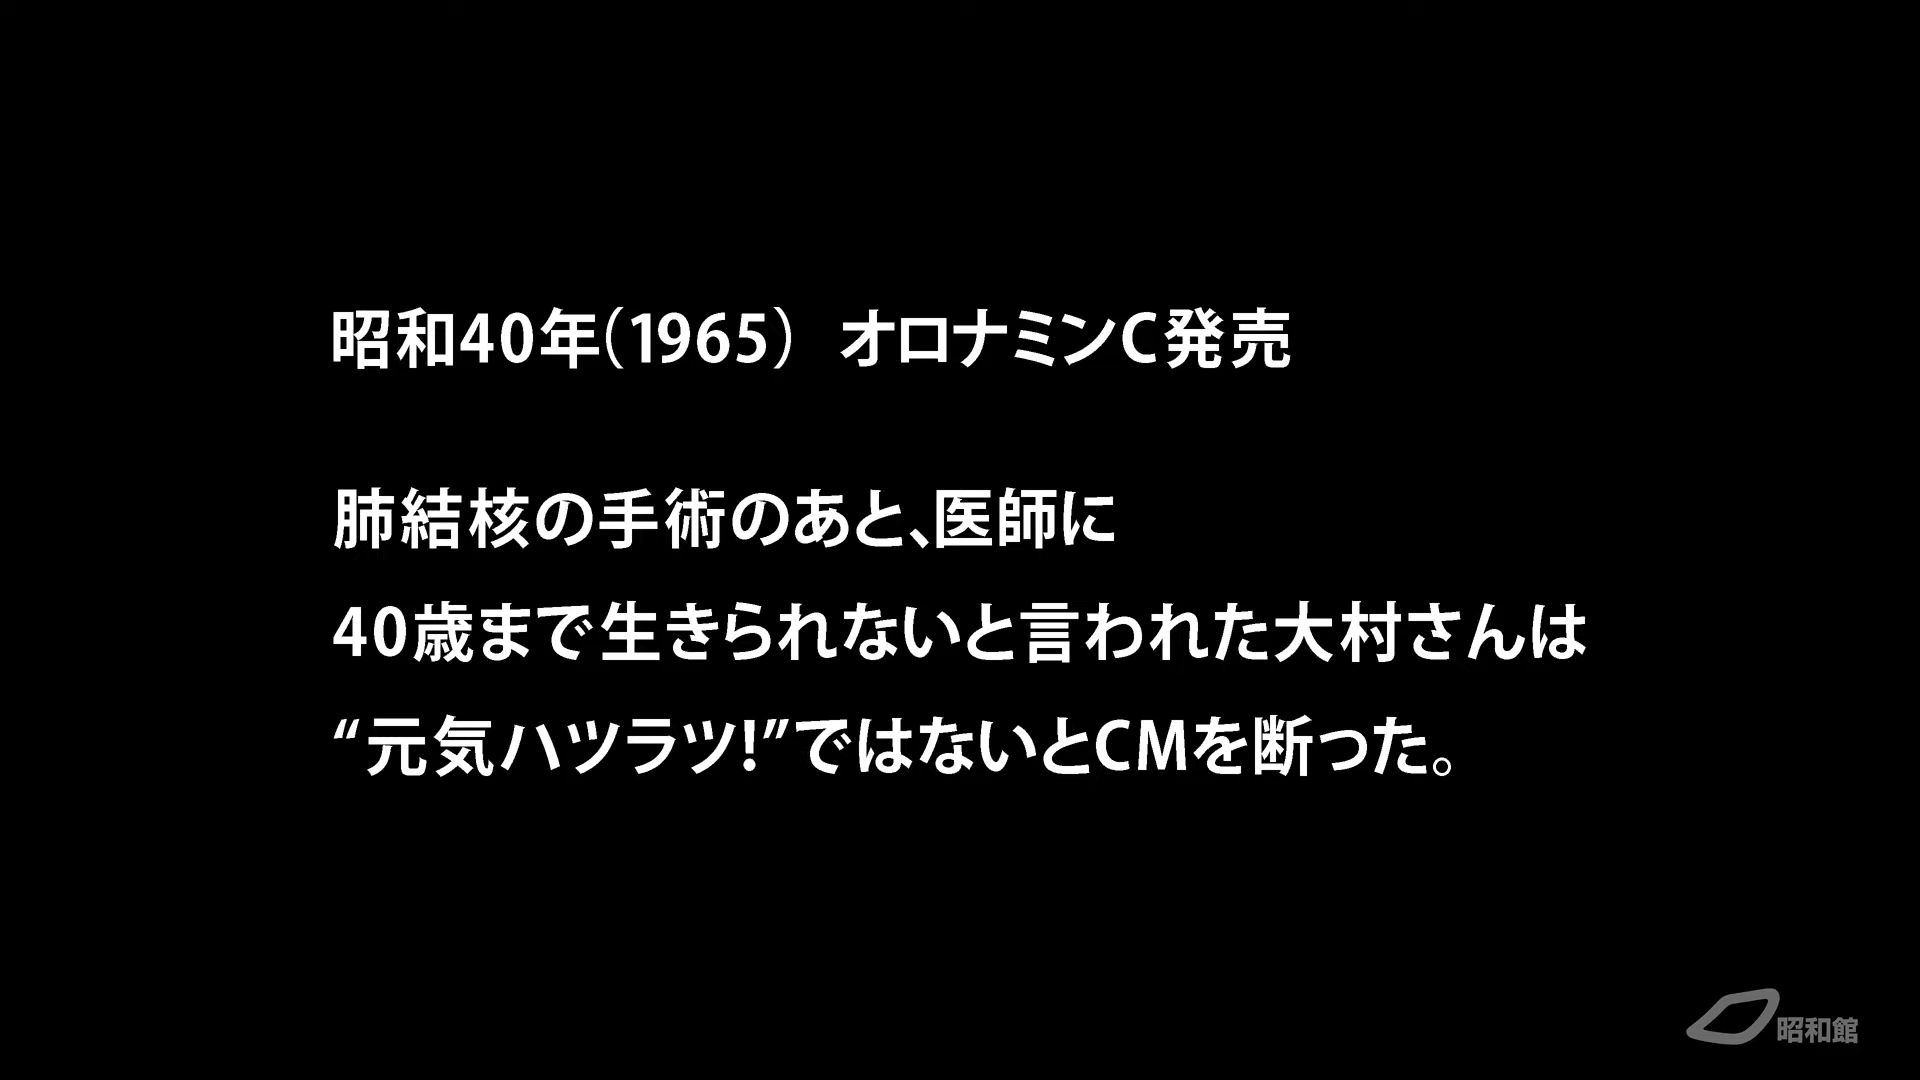 昭和40年（1965）　オロナミンC発売
肺結核の手術のあと、医師に
40歳まで生きられないと言われた大村さんは
“元気ハツラツ！”ではないとCMを断った。
昭和館